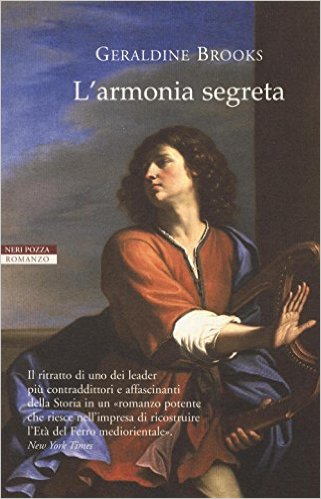 GERALDINE BROOKS
L'armonia segreta
NERI POZZA
ROMANZO
Il ritratto di uno dei leader
più contraddittori e affascinanti
della Storia in un «romanzo potente
che riesce nell'impresa di ricostruire
l'Età del Ferro mediorientale».
New York Times